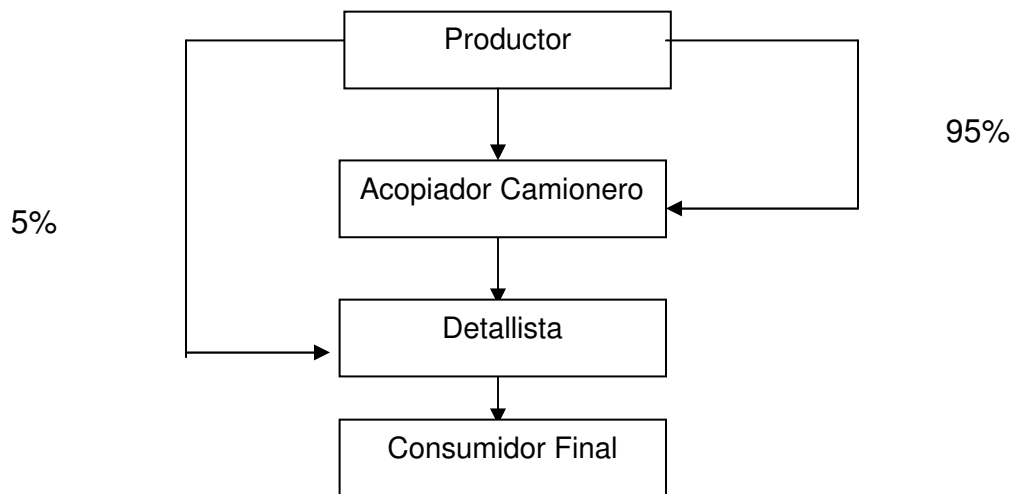 Productor
95%
Acopiador Camionero
5%
Detallista
Consumidor Final